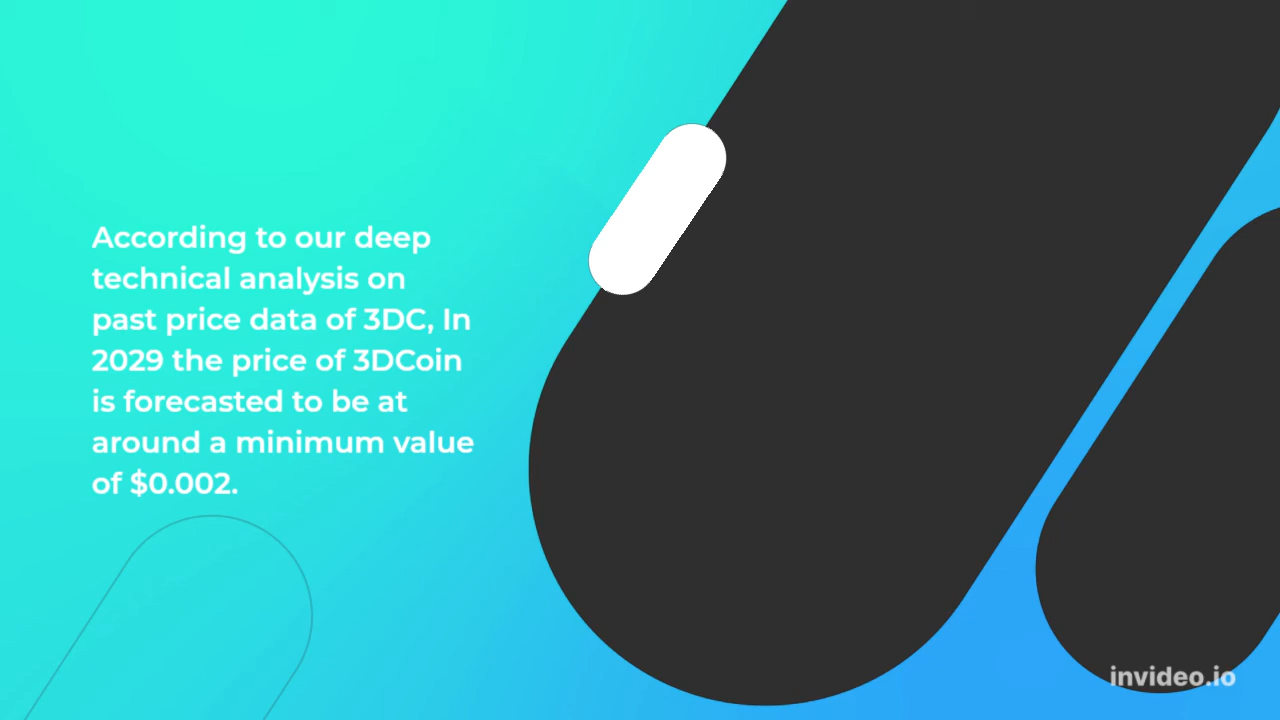 According to our deep
technical analysis on
past price data of 3DC, In
2029 the price of 3DCoin
is forecasted to be at
around a minimum value
of $0.002.
invideo.io